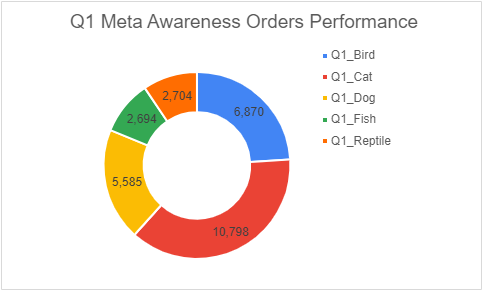 Q1 Meta Awareness Orders Performance
Q1_Bird
Q1_Cat
Q1_Dog
Q1_Fish
Q1_Reptile
2,704
6,870
2,694
5,585
10,798